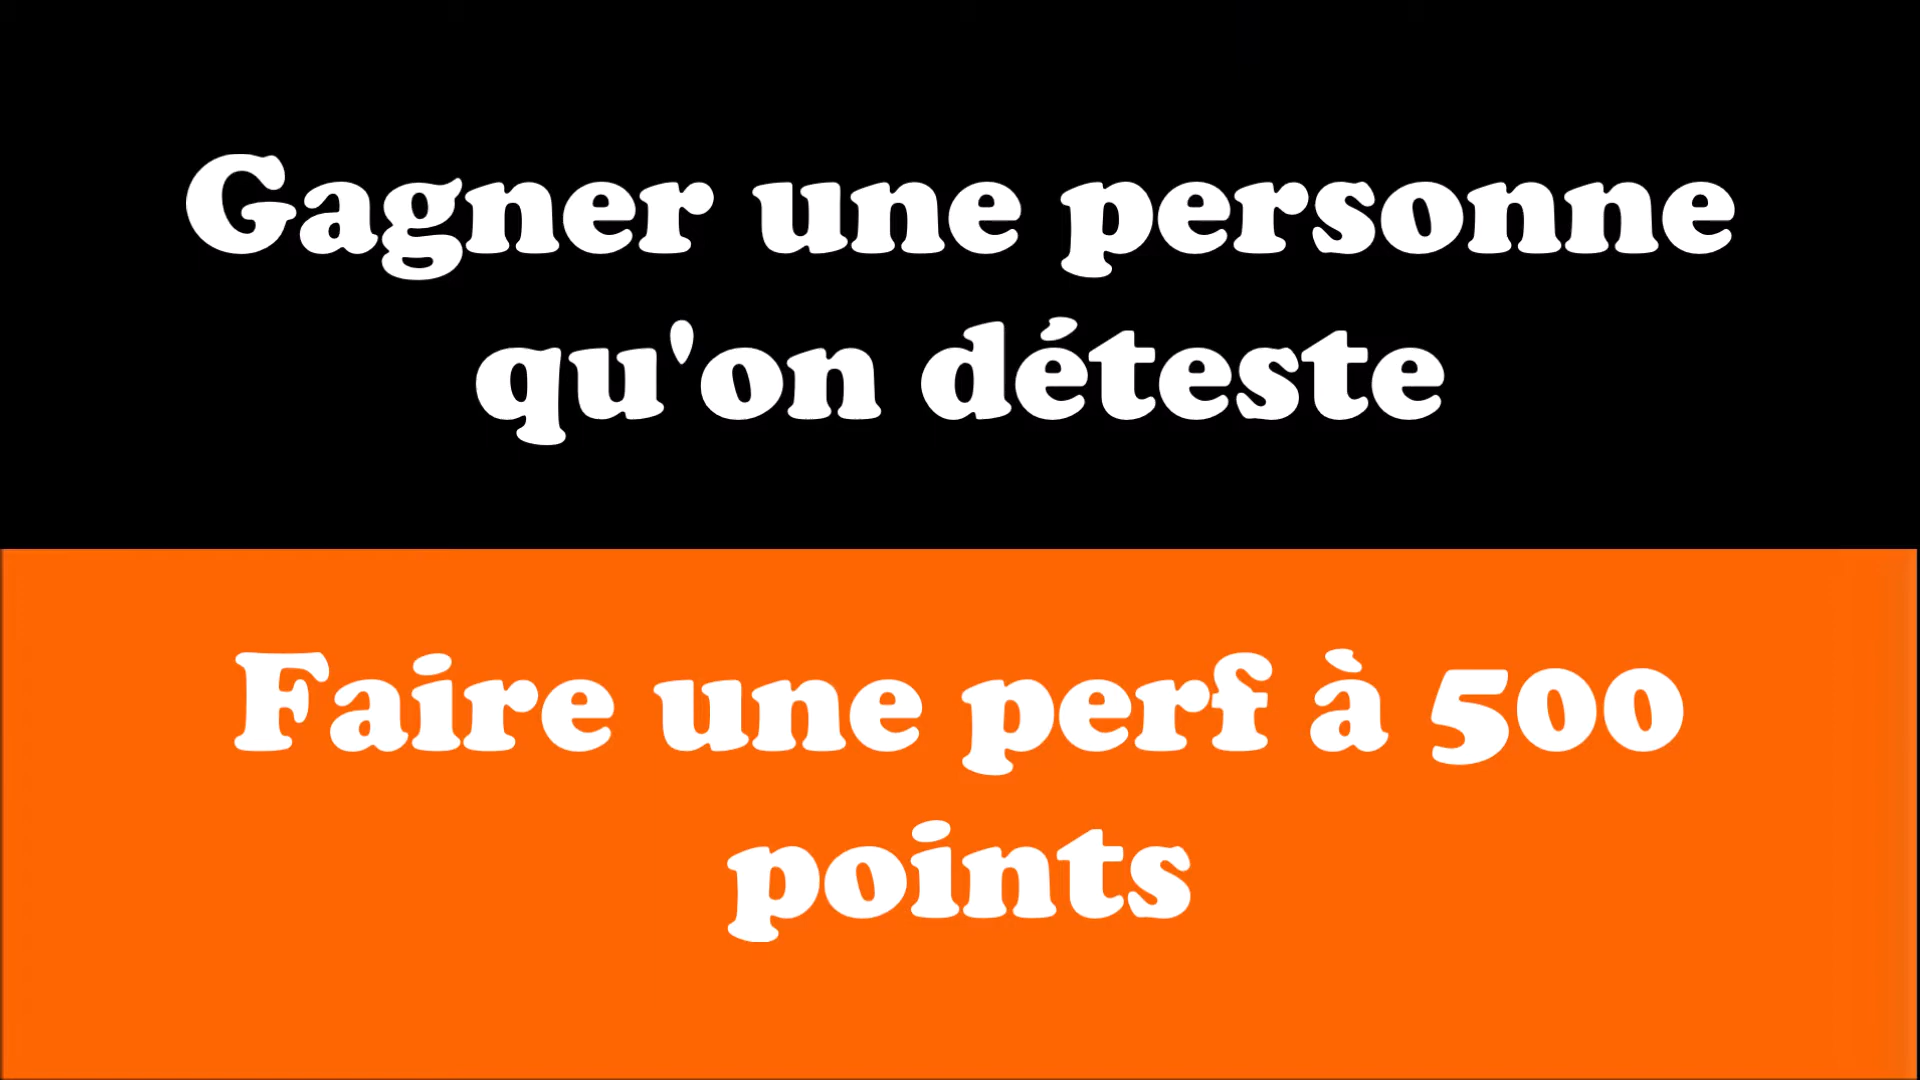 Gagner une personne
qu'on déteste
Faire une perf à 500
points